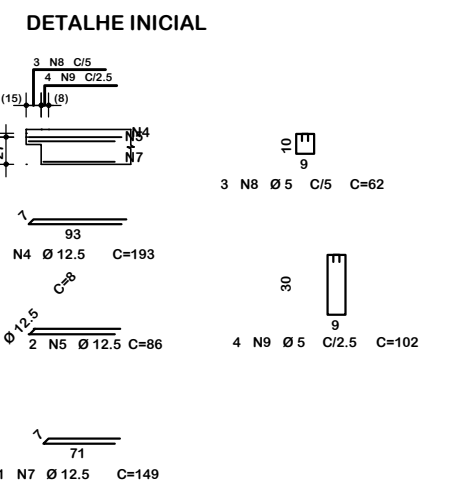 DETALHE INICIAL
3 N8 C/5
4 N9 C/2.5
(15) (8)
N4
N5
N7
10
9
3 N8 Ø 5 C/5 C=62
7
93
N4 Ø 12.5 C=193
C=8
30
9
4 N9 Ø 5 C/2.5 C=102
Ø 12.5
2 N5 Ø 12.5 C=86
7
71
1 N7 Ø 12.5 C=149